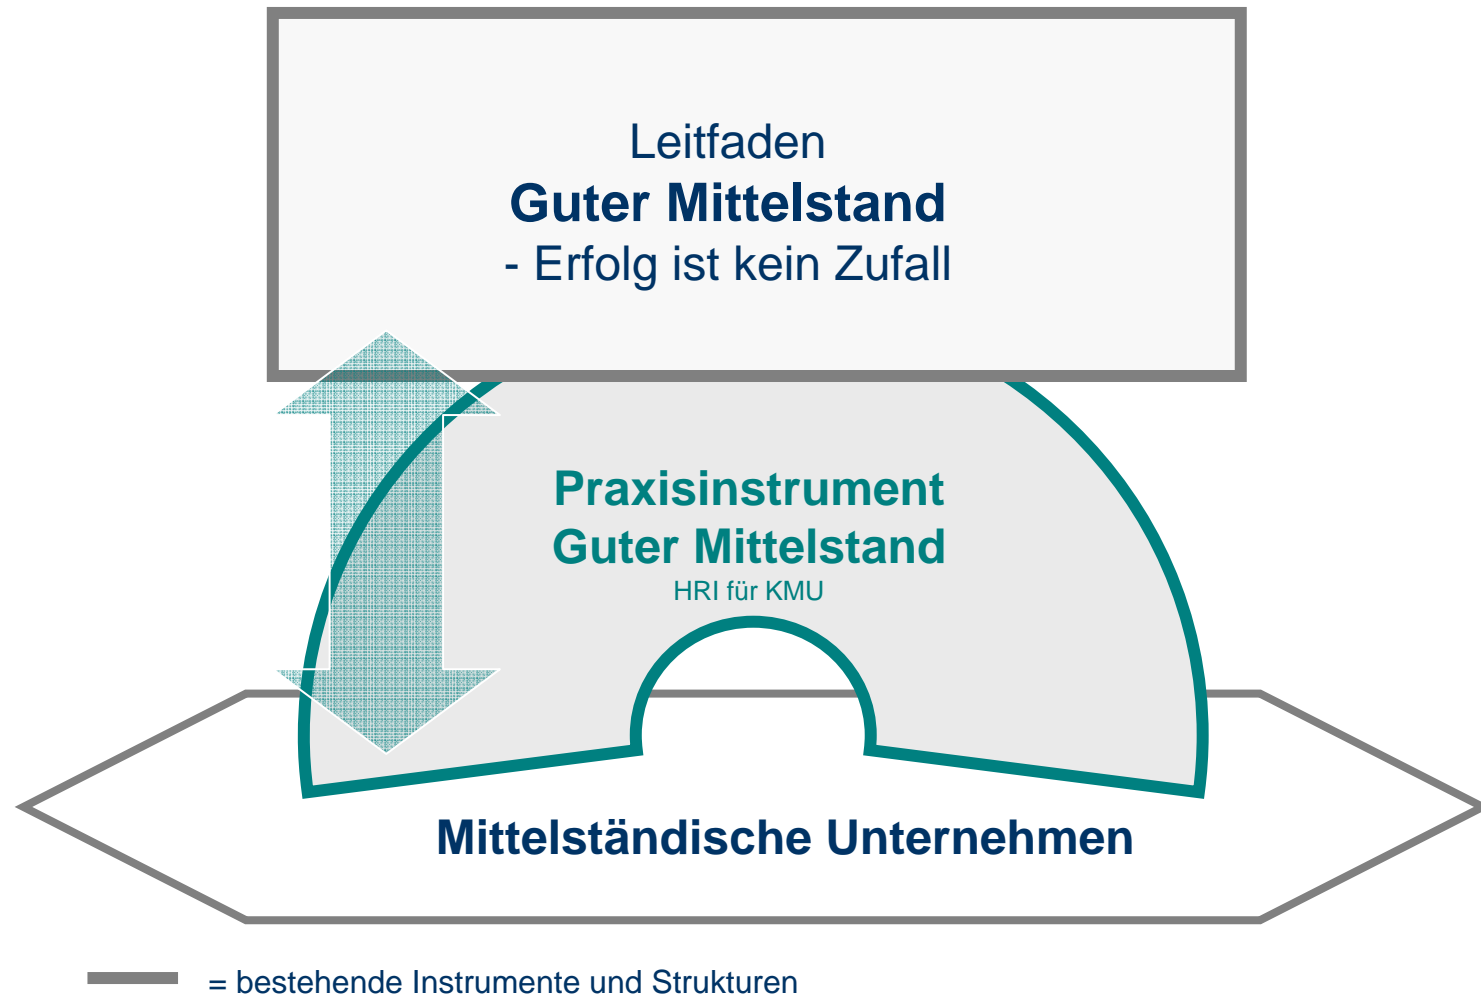 Leitfaden
Guter Mittelstand
- Erfolg ist kein Zufall
Praxisinstrument
Guter Mittelstand
HRI für KMU
Mittelständische Unternehmen
= bestehende Instrumente und Strukturen